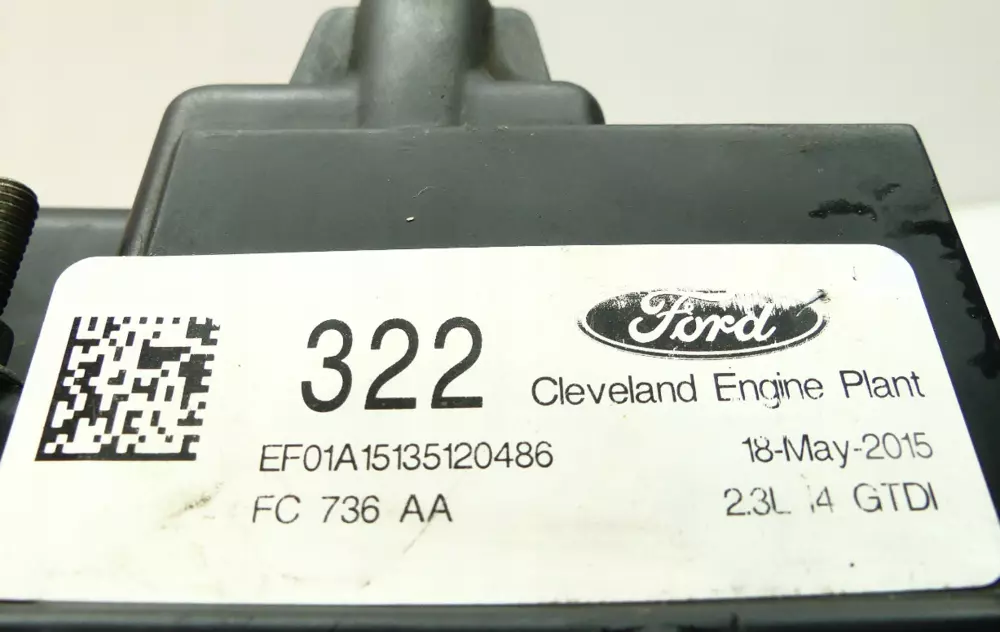 322
Ford
Cleveland Engine Plant
EF01A15135120486
18-May-2015
FC 736 AA
2.3L i4 GTDI